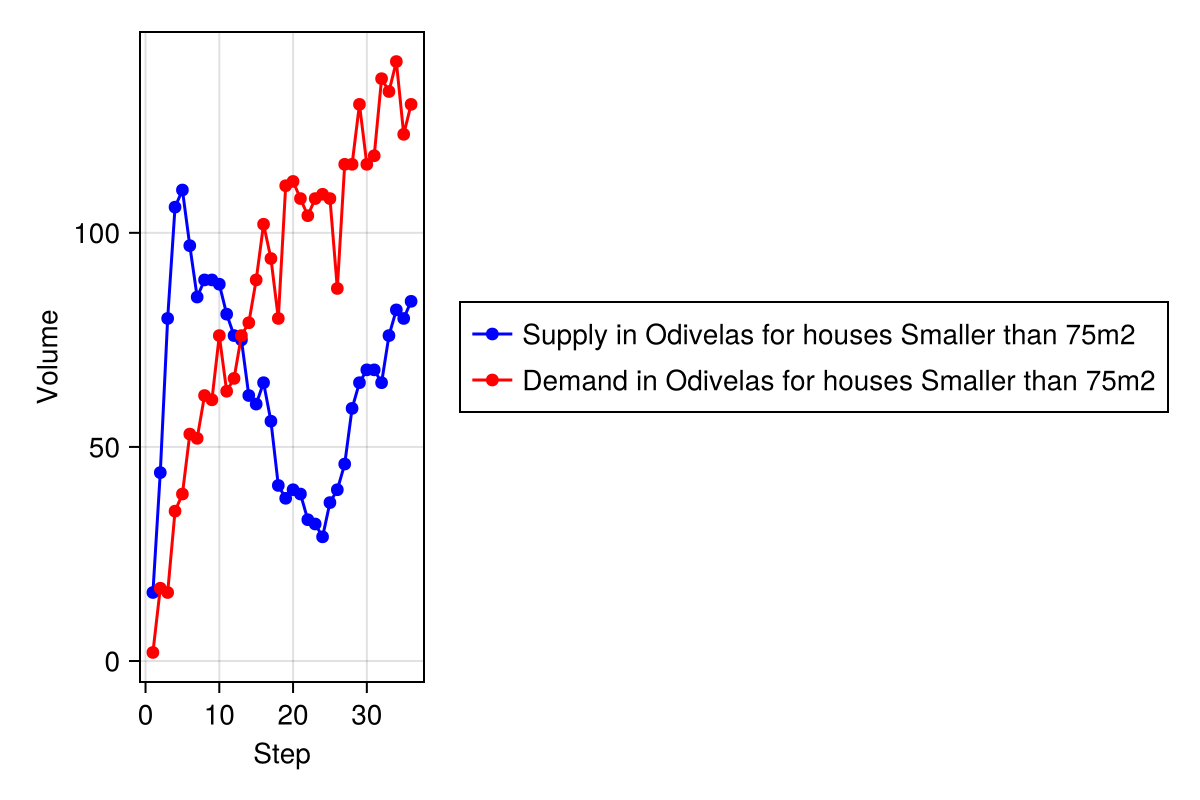 Volume
100
50
0
0 10 20 30
Step
Supply in Odivelas for houses Smaller than 75m2
Demand in Odivelas for houses Smaller than 75m2